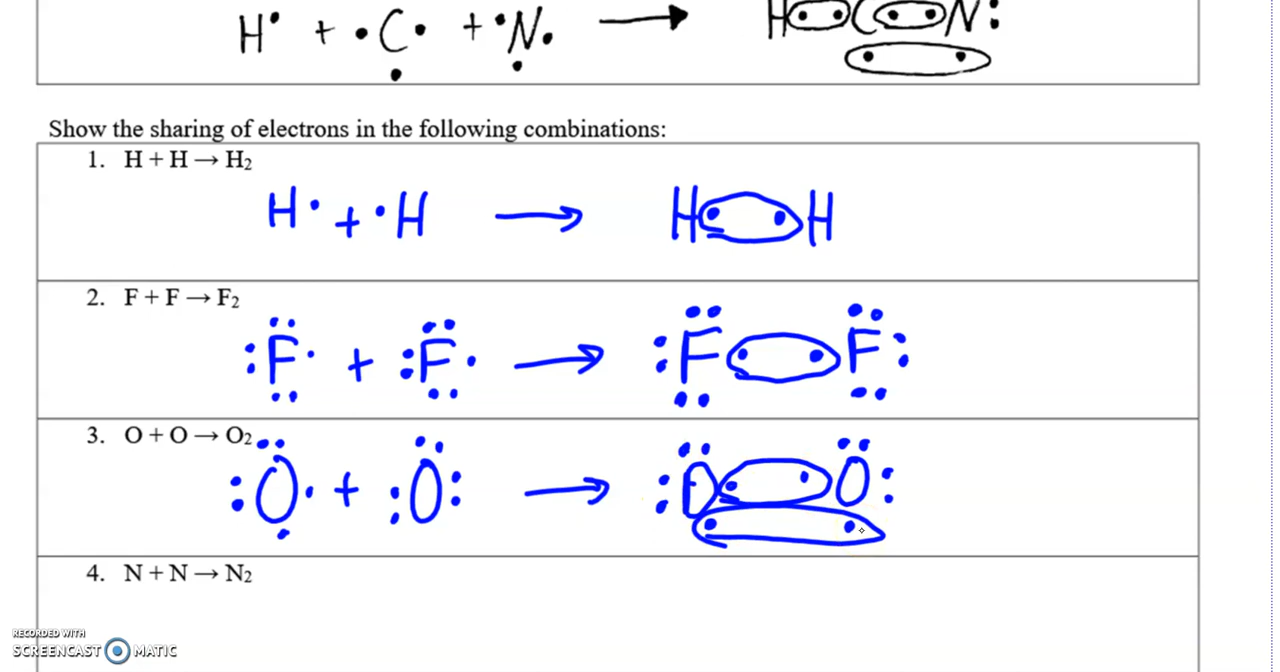 H· + ·C· + ·N· → H C N:
Show the sharing of electrons in the following combinations:
1. H + H → H₂
H· + ·H → H H
2. F + F → F₂
:F· + :F· → :F F:
3. O + O → O₂
:O· + :O: → :O O:
4. N + N → N₂
RECORDED WITH
SCREENCAST MATIC